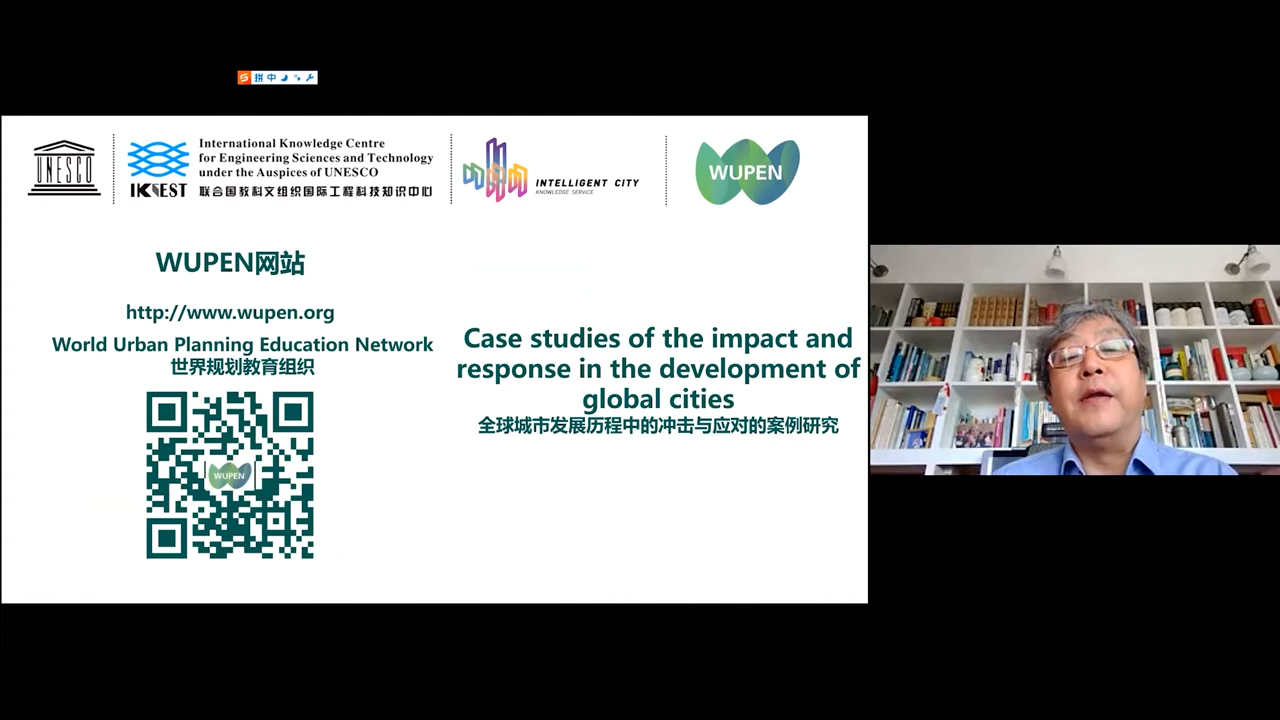 拼 中
UNESCO
IKNEST
International Knowledge Centre
for Engineering Sciences and Technology
under the Auspices of UNESCO
联合国教科文组织国际工程科技知识中心
INTELLIGENT CITY
KNOWLEDGE SERVICE
WUPEN
WUPEN网站
http://www.wupen.org
World Urban Planning Education Network
世界规划教育组织
WUPEN
Case studies of the impact and
response in the development of
global cities
全球城市发展历程中的冲击与应对的案例研究